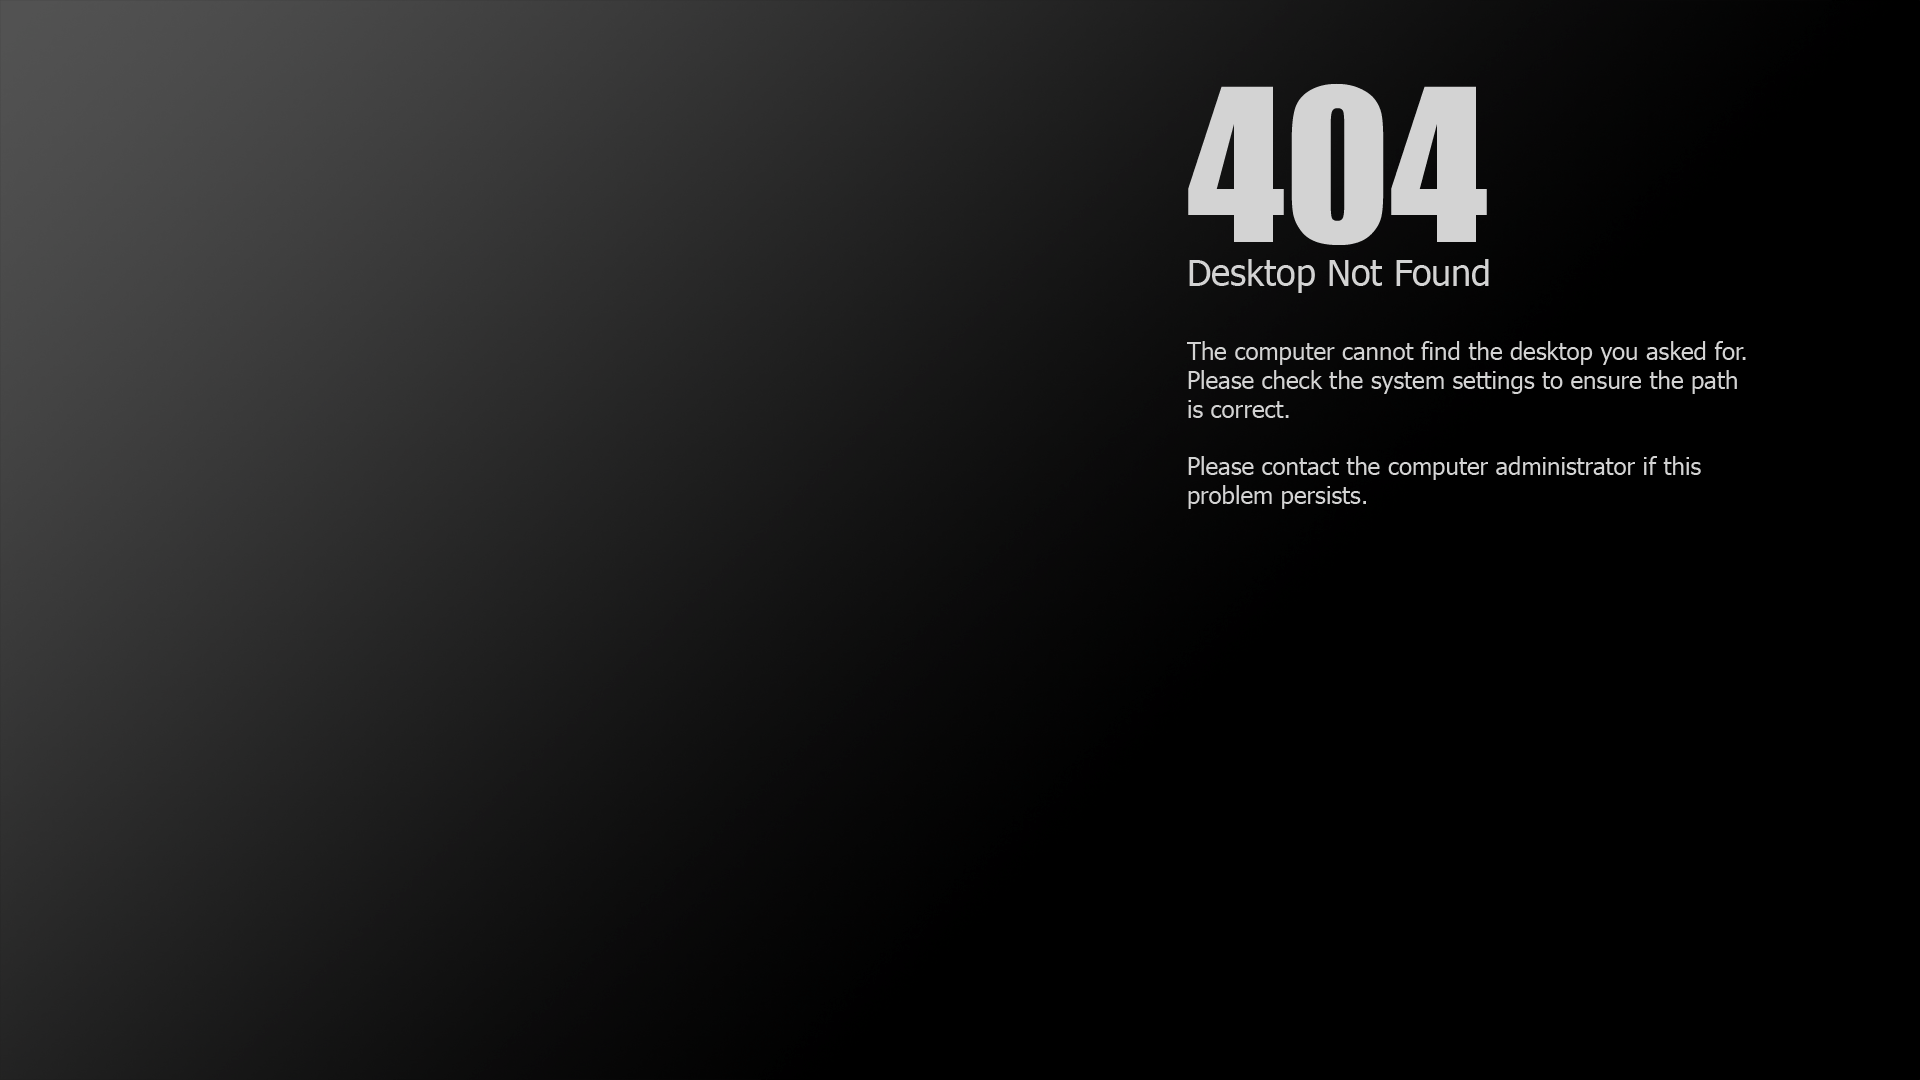 404
Desktop Not Found
The computer cannot find the desktop you asked for.
Please check the system settings to ensure the path
is correct.
Please contact the computer administrator if this
problem persists.